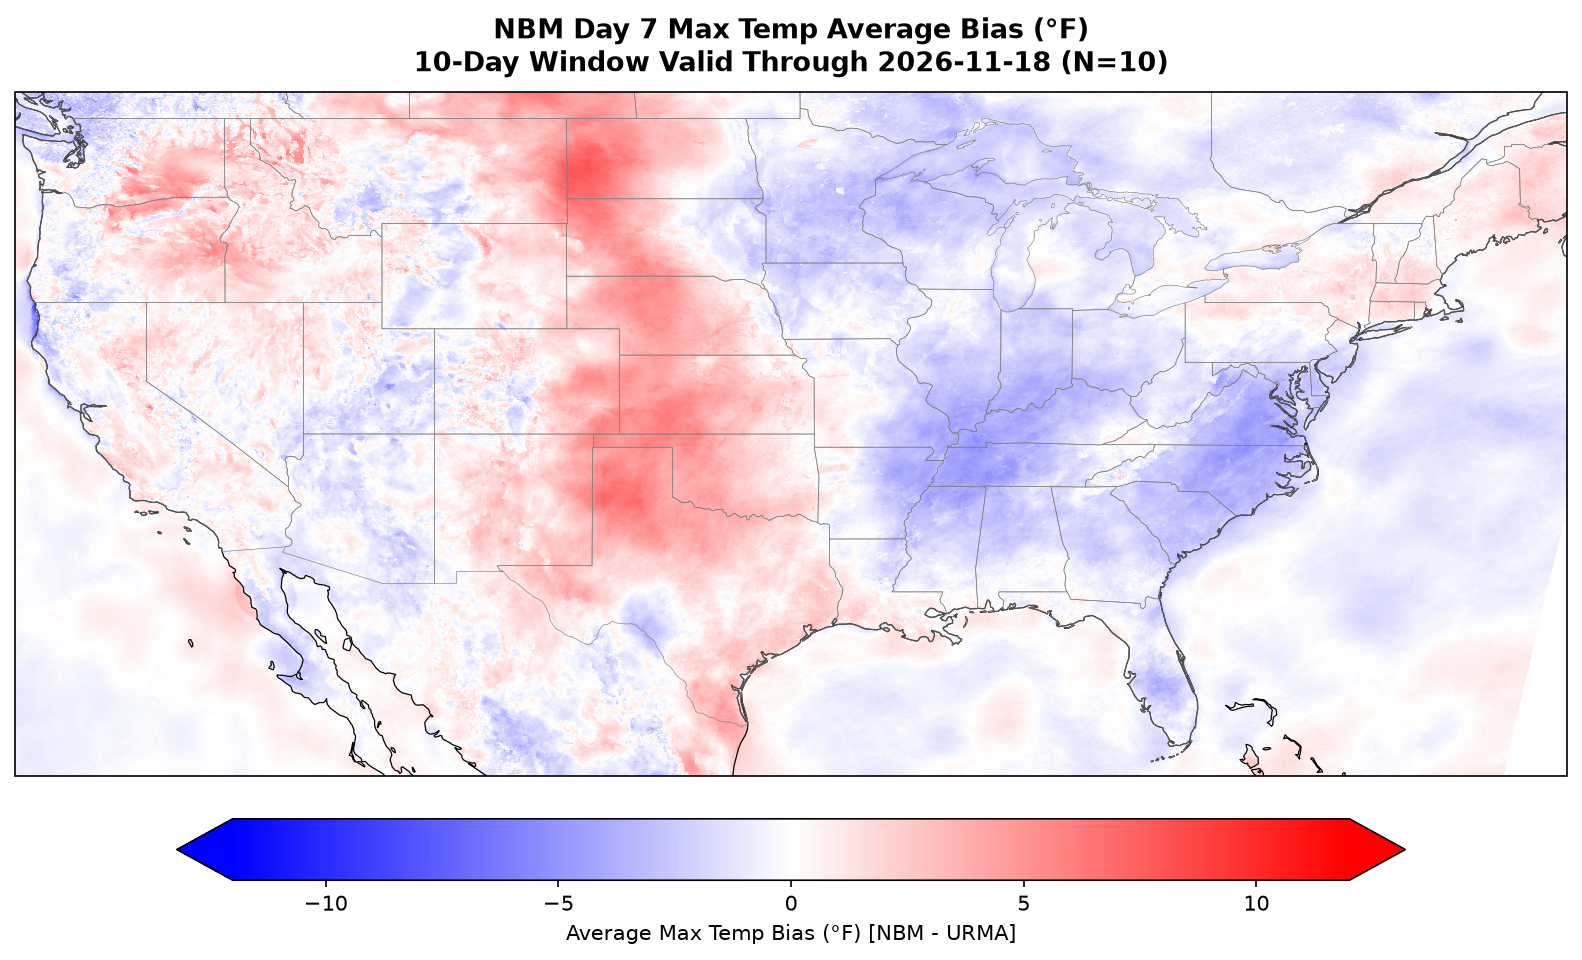 NBM Day 7 Max Temp Average Bias (°F)
10-Day Window Valid Through 2026-11-18 (N=10)
−10 −5 0 5 10
Average Max Temp Bias (°F) [NBM - URMA]